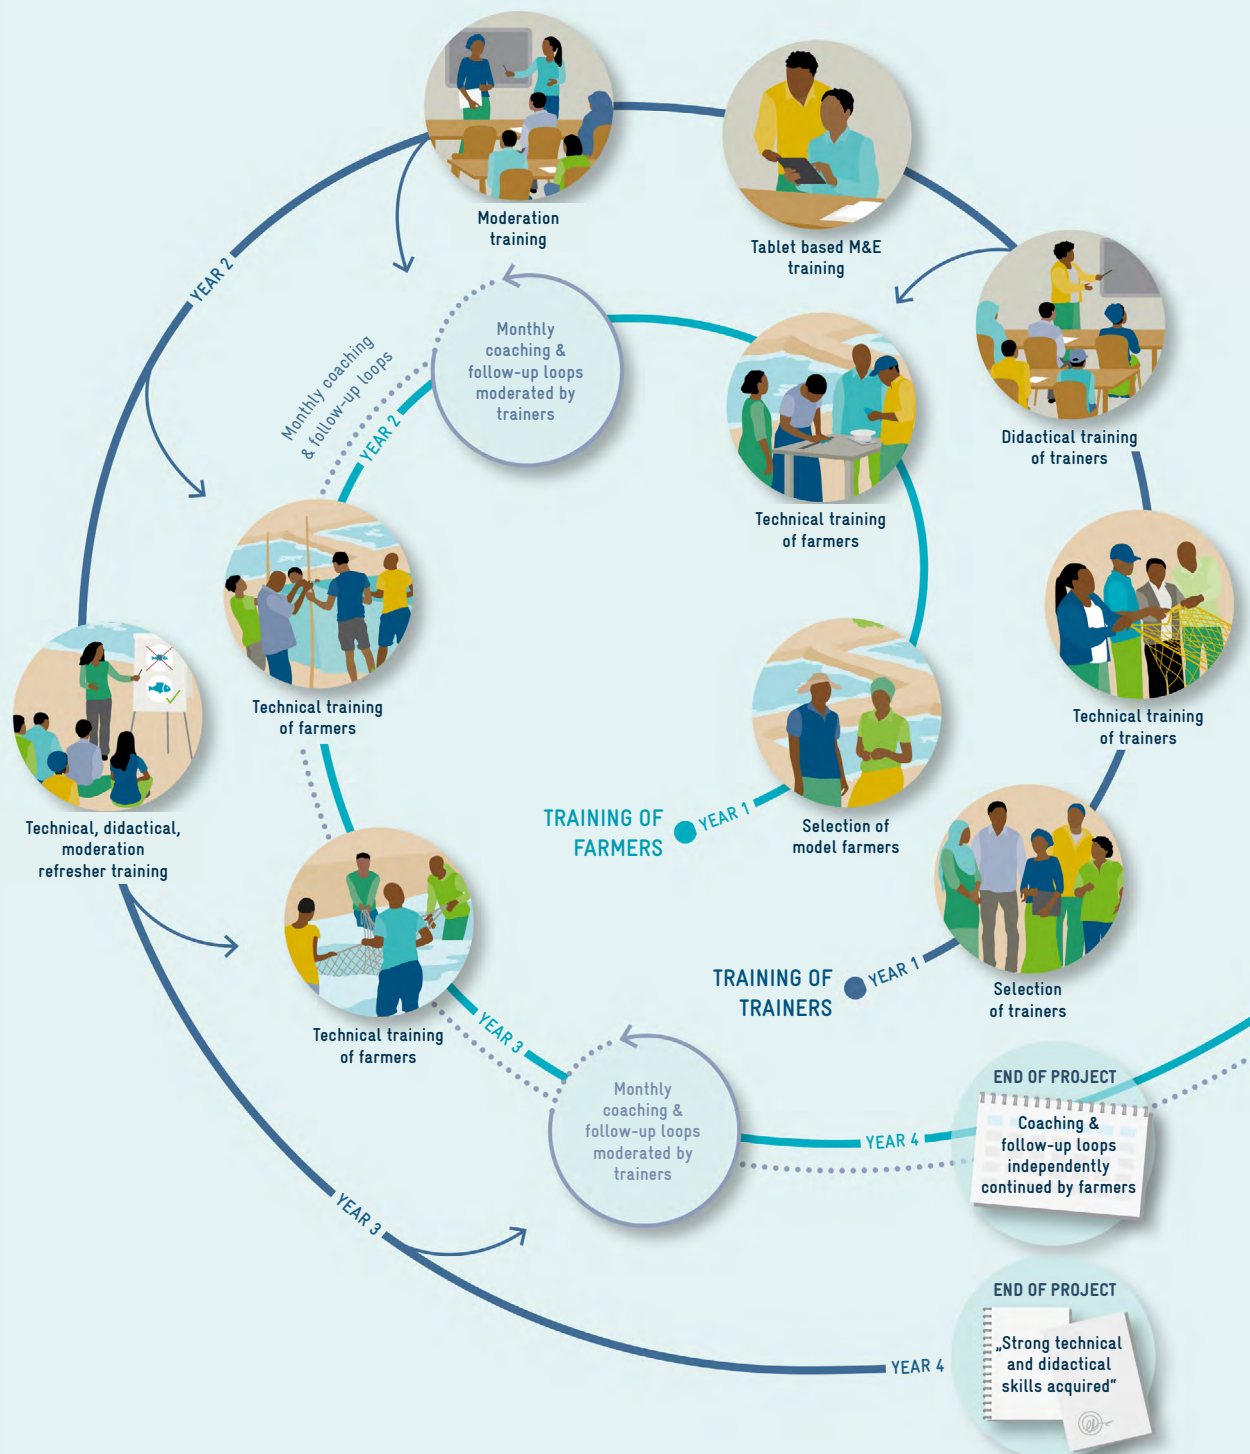 Moderation
training
Tablet based M&E
training
Didactical training
of trainers
Technical training
of trainers
Selection
of trainers
YEAR 1
TRAINING OF
TRAINERS
YEAR 2
Monthly coaching
& follow-up loops
YEAR 2
Monthly
coaching &
follow-up loops
moderated by
trainers
Technical training
of farmers
Selection of
model farmers
YEAR 1
TRAINING OF
FARMERS
Technical training
of farmers
Technical, didactical,
moderation
refresher training
Technical training
of farmers
YEAR 3
Monthly
coaching &
follow-up loops
moderated by
trainers
YEAR 4
END OF PROJECT
Coaching &
follow-up loops
independently
continued by farmers
YEAR 3
YEAR 4
END OF PROJECT
„Strong technical
and didactical
skills acquired“